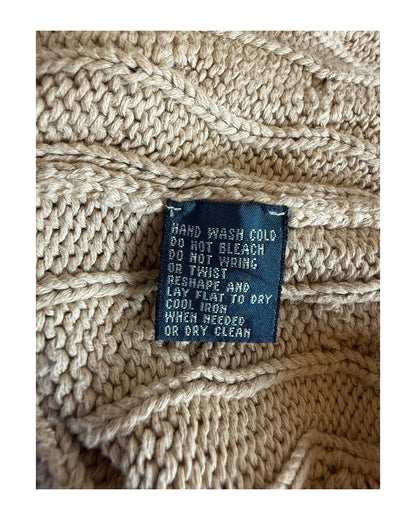 HAND WASH COLD
DO NOT BLEACH
DO NOT WRING
OR TWIST
RESHAPE AND
LAY FLAT TO DRY
COOL IRON
WHEN NEEDED
OR DRY CLEAN